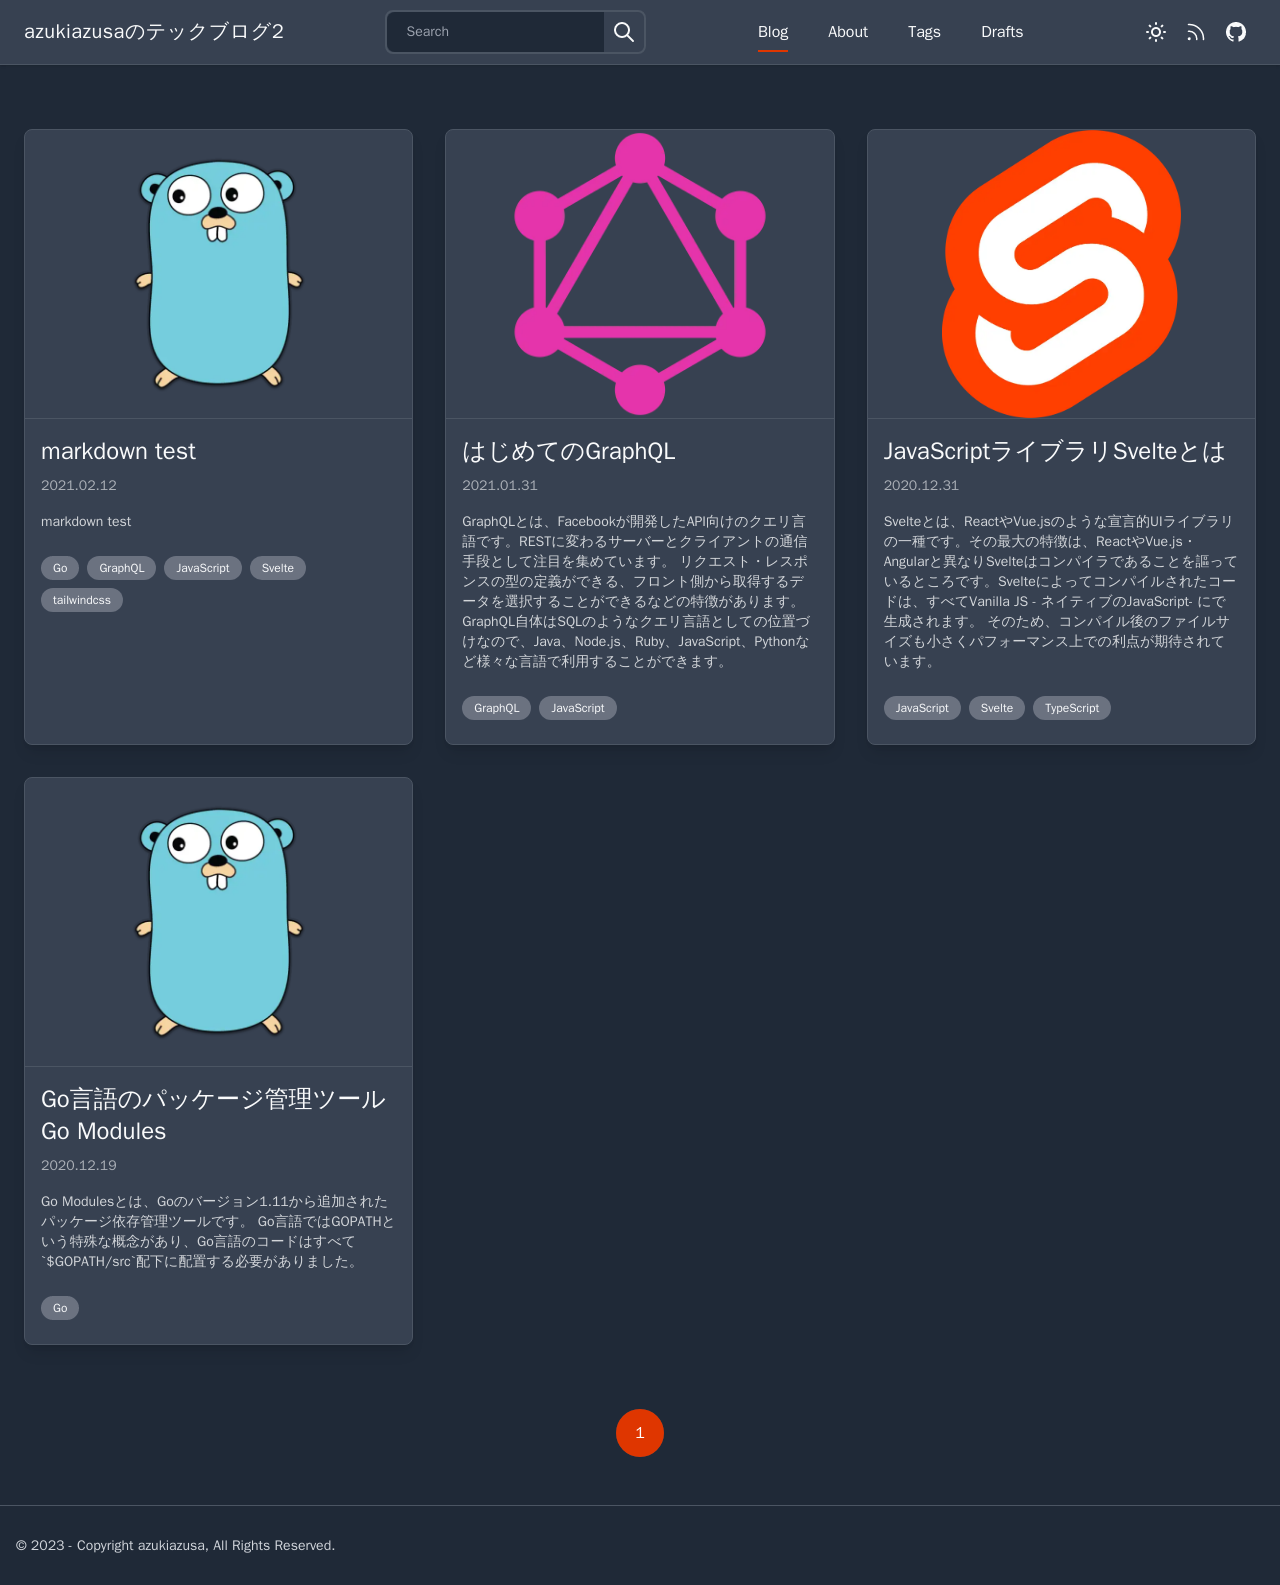 azukiazusaのテックブログ2
Search
Blog
About
Tags
Drafts
markdown test
2021.02.12
markdown test
Go
GraphQL
JavaScript
Svelte
tailwindcss
はじめてのGraphQL
2021.01.31
GraphQLとは、Facebookが開発したAPI向けのクエリ言
語です。RESTに変わるサーバーとクライアントの通信
手段として注目を集めています。 リクエスト・レスポ
ンスの型の定義ができる、フロント側から取得するデ
ータを選択することができるなどの特徴があります。
GraphQL自体はSQLのようなクエリ言語としての位置づ
けなので、Java、Node.js、Ruby、JavaScript、Pythonな
ど様々な言語で利用することができます。
GraphQL
JavaScript
JavaScriptライブラリSvelteとは
2020.12.31
Svelteとは、ReactやVue.jsのような宣言的UIライブラリ
の一種です。その最大の特徴は、ReactやVue.js・
Angularと異なりSvelteはコンパイラであることを謳って
いるところです。Svelteによってコンパイルされたコー
ドは、すべてVanilla JS - ネイティブのJavaScript- にで
生成されます。 そのため、コンパイル後のファイルサ
イズも小さくパフォーマンス上での利点が期待されて
います。
JavaScript
Svelte
TypeScript
Go言語のパッケージ管理ツール
Go Modules
2020.12.19
Go Modulesとは、Goのバージョン1.11から追加された
パッケージ依存管理ツールです。 Go言語ではGOPATHと
いう特殊な概念があり、Go言語のコードはすべて
`$GOPATH/src`配下に配置する必要がありました。
Go
1
© 2023 - Copyright azukiazusa, All Rights Reserved.